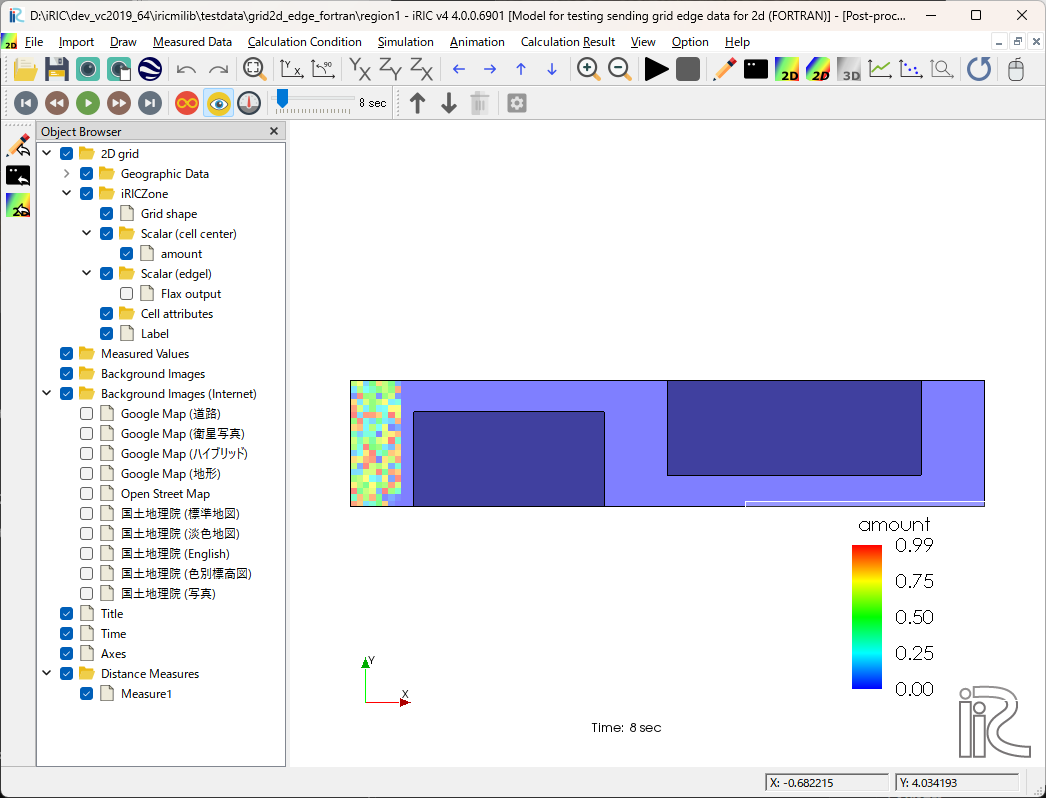 D:\iRIC\dev_vc2019_64\iricmilib\testdata\grid2d_edge_fortran\region1 - iRIC v4 4.0.0.6901 [Model for testing sending grid edge data for 2d (FORTRAN)] - [Post-proc...
File Import Draw Measured Data Calculation Condition Simulation Animation Calculation Result View Option Help
2D
Y X Z Y Z X
2D 2D 3D
8 sec
Object Browser
2D grid
Geographic Data
iRICZone
Grid shape
Scalar (cell center)
amount
Scalar (edgel)
Flax output
Cell attributes
Label
Measured Values
Background Images
Background Images (Internet)
Google Map (道路)
Google Map (衛星写真)
Google Map (ハイブリッド)
Google Map (地形)
Open Street Map
国土地理院 (標準地図)
国土地理院 (淡色地図)
国土地理院 (English)
国土地理院 (色別標高図)
国土地理院 (写真)
Title
Time
Axes
Distance Measures
Measure1
amount
0.99
0.75
0.50
0.25
0.00
Y
X
Time: 8 sec
iRIC
X: -0.682215
Y: 4.034193